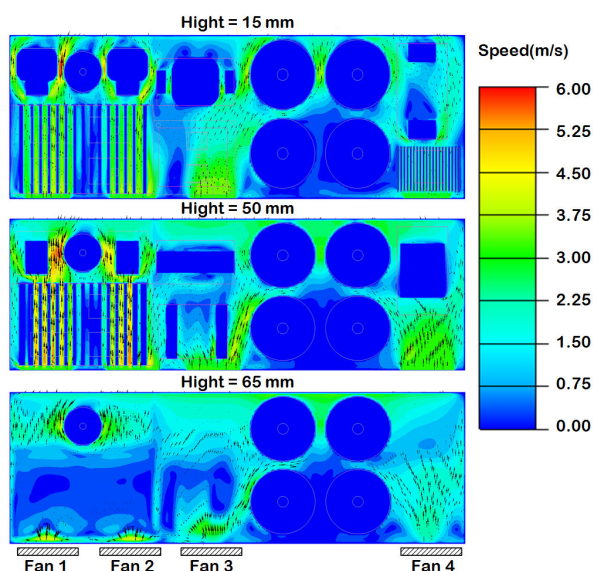 Hight = 15 mm
Speed(m/s)
6.00
5.25
4.50
3.75
3.00
2.25
1.50
0.75
0.00
Hight = 50 mm
Hight = 65 mm
Fan 1
Fan 2
Fan 3
Fan 4